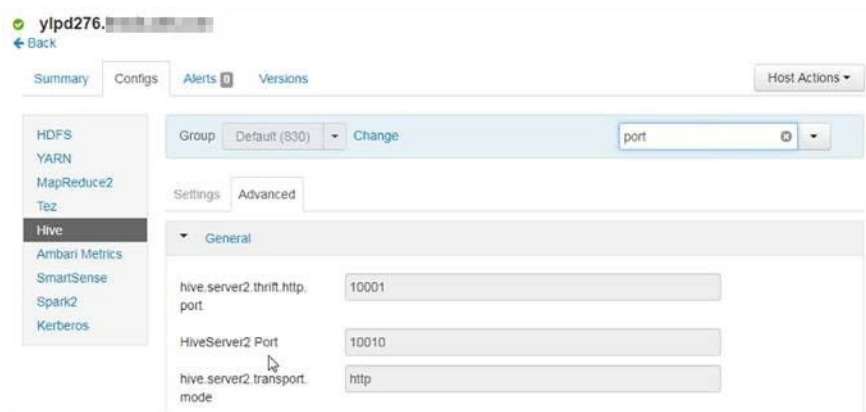 ylpd276.
Back
Summary Configs Alerts 0 Versions Host Actions
HDFS
YARN
MapReduce2
Tez
Hive
Ambari Metrics
SmartSense
Spark2
Kerberos
Group Default (830) Change port
Settings Advanced
General
hive.server2.thrift.http.
port
10001
HiveServer2 Port 10010
hive.server2.transport.
mode
http